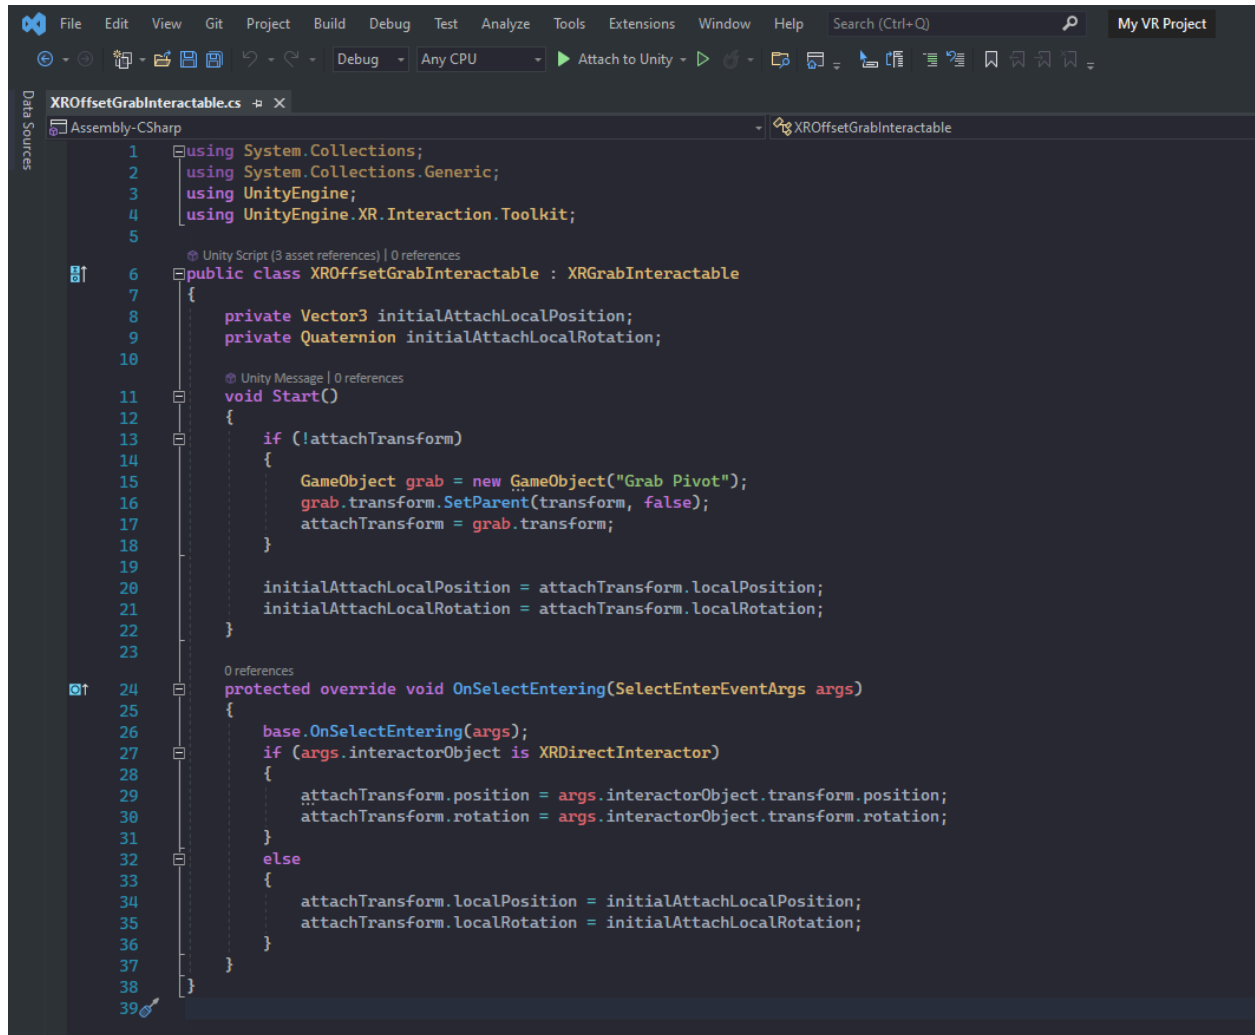 File Edit View Git Project Build Debug Test Analyze Tools Extensions Window Help Search (Ctrl+Q) My VR Project
Debug Any CPU Attach to Unity
Data Sources
XROffsetGrabInteractable.cs
Assembly-CSharp XROffsetGrabInteractable
1 using System.Collections;
2 using System.Collections.Generic;
3 using UnityEngine;
4 using UnityEngine.XR.Interaction.Toolkit;
5
Unity Script (3 asset references) | 0 references
6 public class XROffsetGrabInteractable : XRGrabInteractable
7 {
8 private Vector3 initialAttachLocalPosition;
9 private Quaternion initialAttachLocalRotation;
10
Unity Message | 0 references
11 void Start()
12 {
13 if (!attachTransform)
14 {
15 GameObject grab = new GameObject("Grab Pivot");
16 grab.transform.SetParent(transform, false);
17 attachTransform = grab.transform;
18 }
19
20 initialAttachLocalPosition = attachTransform.localPosition;
21 initialAttachLocalRotation = attachTransform.localRotation;
22 }
23
0 references
24 protected override void OnSelectEntering(SelectEnterEventArgs args)
25 {
26 base.OnSelectEntering(args);
27 if (args.interactorObject is XRDirectInteractor)
28 {
29 attachTransform.position = args.interactorObject.transform.position;
30 attachTransform.rotation = args.interactorObject.transform.rotation;
31 }
32 else
33 {
34 attachTransform.localPosition = initialAttachLocalPosition;
35 attachTransform.localRotation = initialAttachLocalRotation;
36 }
37 }
38 }
39